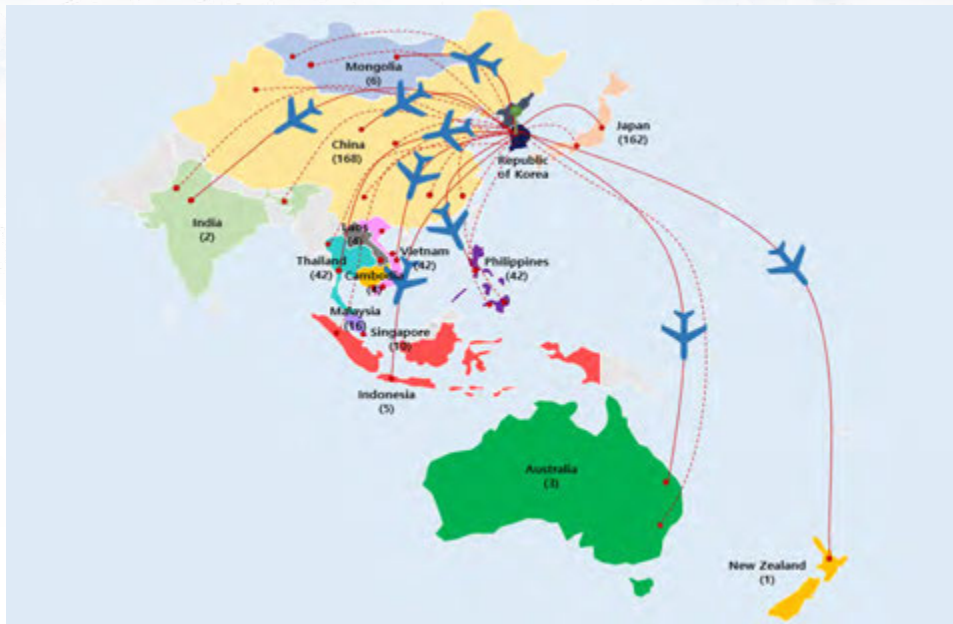 Mongolia
(6)
China
(168)
Japan
(162)
Republic
of Korea
India
(2)
Laos
(4)
Thailand
(42)
Vietnam
(42)
Cambodia
Philippines
(42)
Malaysia
(16)
Singapore
(10)
Indonesia
(5)
Australia
(3)
New Zealand
(1)